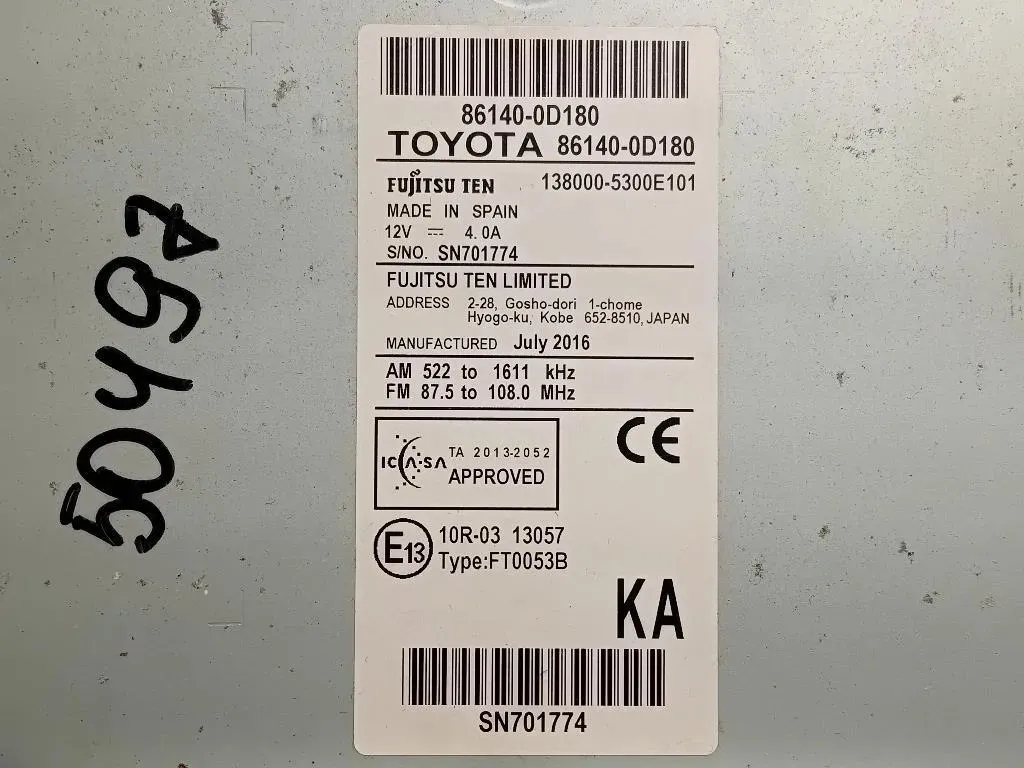 86140-0D180
TOYOTA 86140-0D180
FUJITSU TEN 138000-5300E101
MADE IN SPAIN
12V ⎓ 4.0A
S/NO. SN701774
FUJITSU TEN LIMITED
ADDRESS 2-28, Gosho-dori 1-chome
Hyogo-ku, Kobe 652-8510, JAPAN
MANUFACTURED July 2016
AM 522 to 1611 kHz
FM 87.5 to 108.0 MHz
ICASA TA 2013-2052
APPROVED
CE
E13 10R-03 13057
Type:FT0053B
KA
SN701774
50497